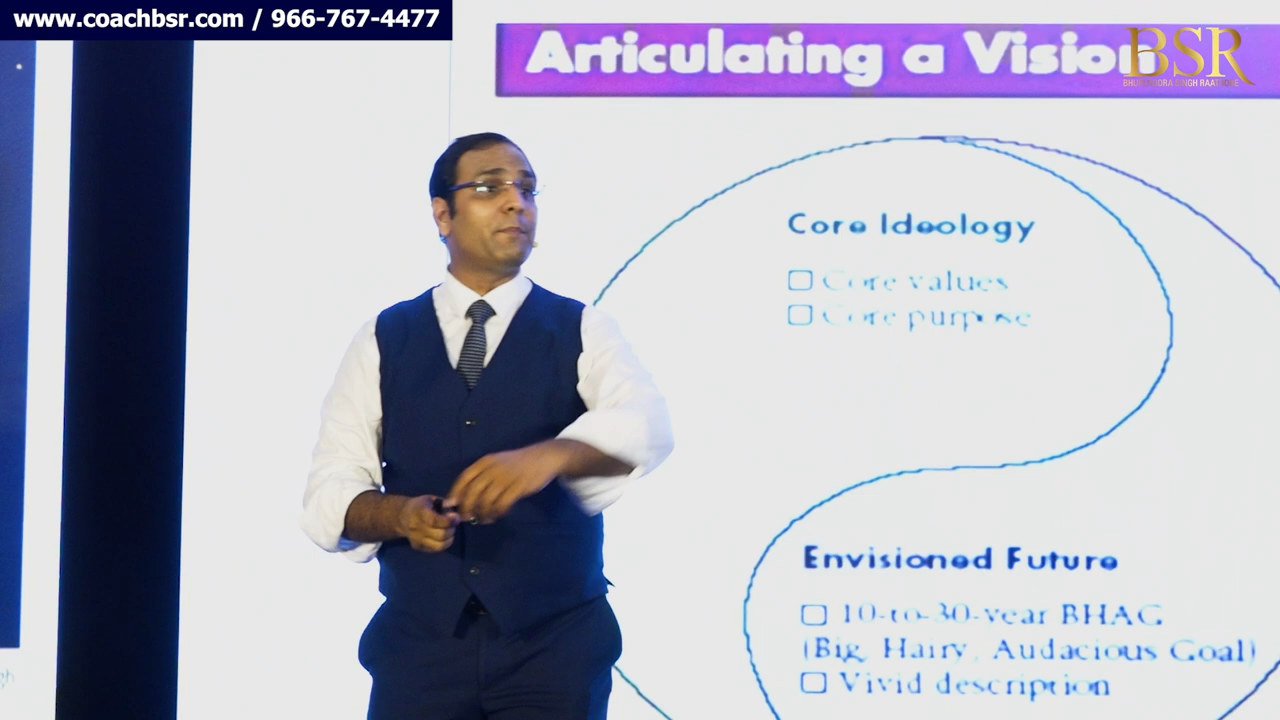 www.coachbsr.com / 966-767-4477
Articulating a Vision
BSR
Core Ideology
Core values
Core purpose
Envisioned Future
10-to-30-year BHAG
(Big, Hairy, Audacious Goal)
Vivid description